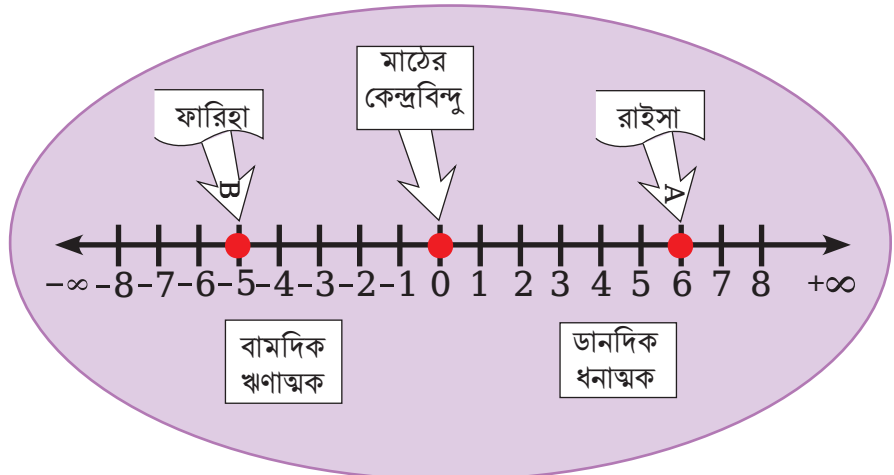 মাঠের
কেন্দ্রবিন্দু
ফারিহা
রাইসা
B
A
−∞ −8 −7 −6 −5 −4 −3 −2 −1 0 1 2 3 4 5 6 7 8 +∞
বামদিক
ঋণাত্মক
ডানদিক
ধনাত্মক